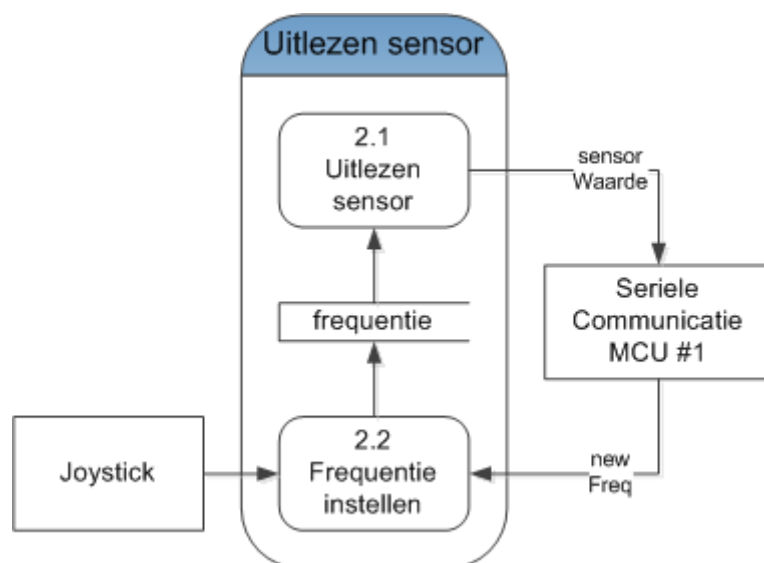 Uitlezen sensor
2.1
Uitlezen
sensor
sensor
Waarde
Seriele
Communicatie
MCU #1
frequentie
2.2
Frequentie
instellen
Joystick
new
Freq